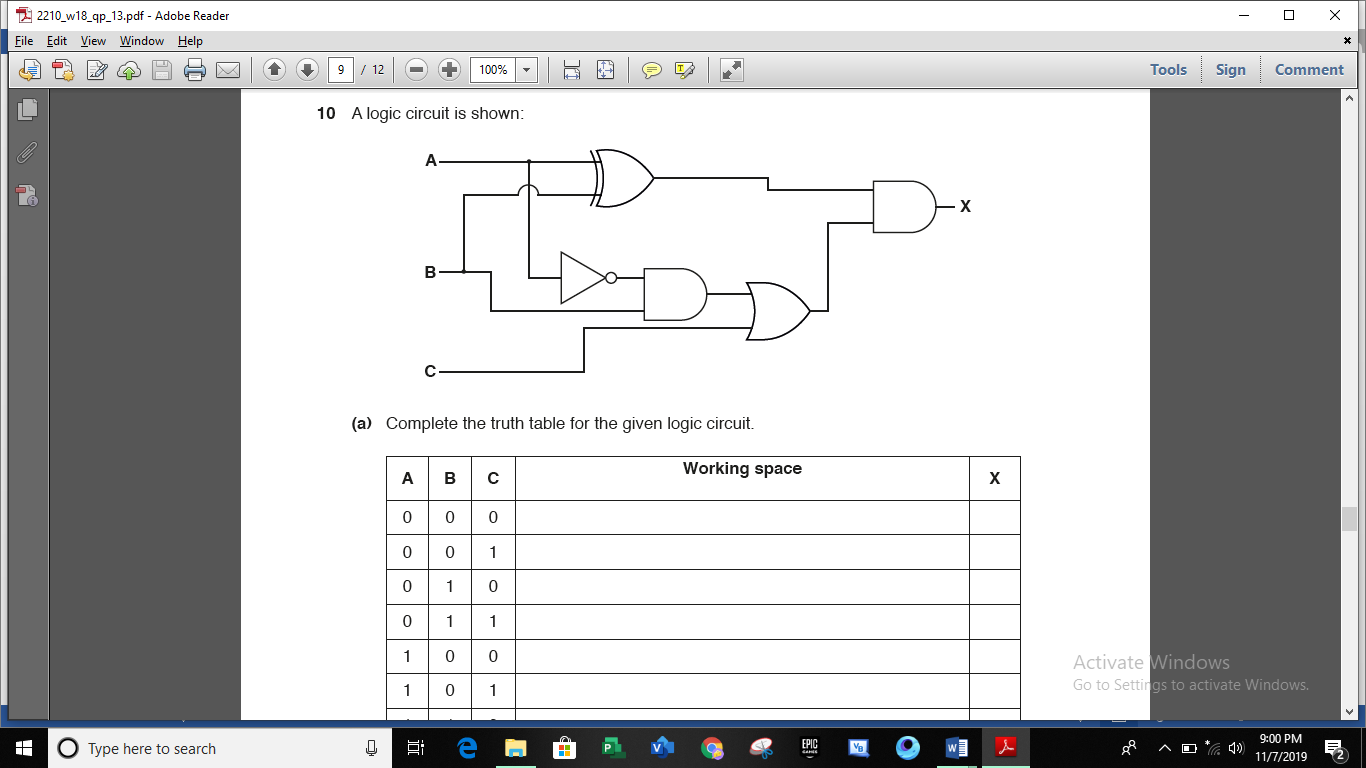 2210_w18_qp_13.pdf - Adobe Reader
File Edit View Window Help
9 / 12 100% Tools Sign Comment
10 A logic circuit is shown:
A
X
B
C
(a) Complete the truth table for the given logic circuit.
A B C Working space X
0 0 0
0 0 1
0 1 0
0 1 1
1 0 0
1 0 1
Activate Windows
Go to Settings to activate Windows.
Type here to search
EPIC GAMES
9:00 PM
11/7/2019
2